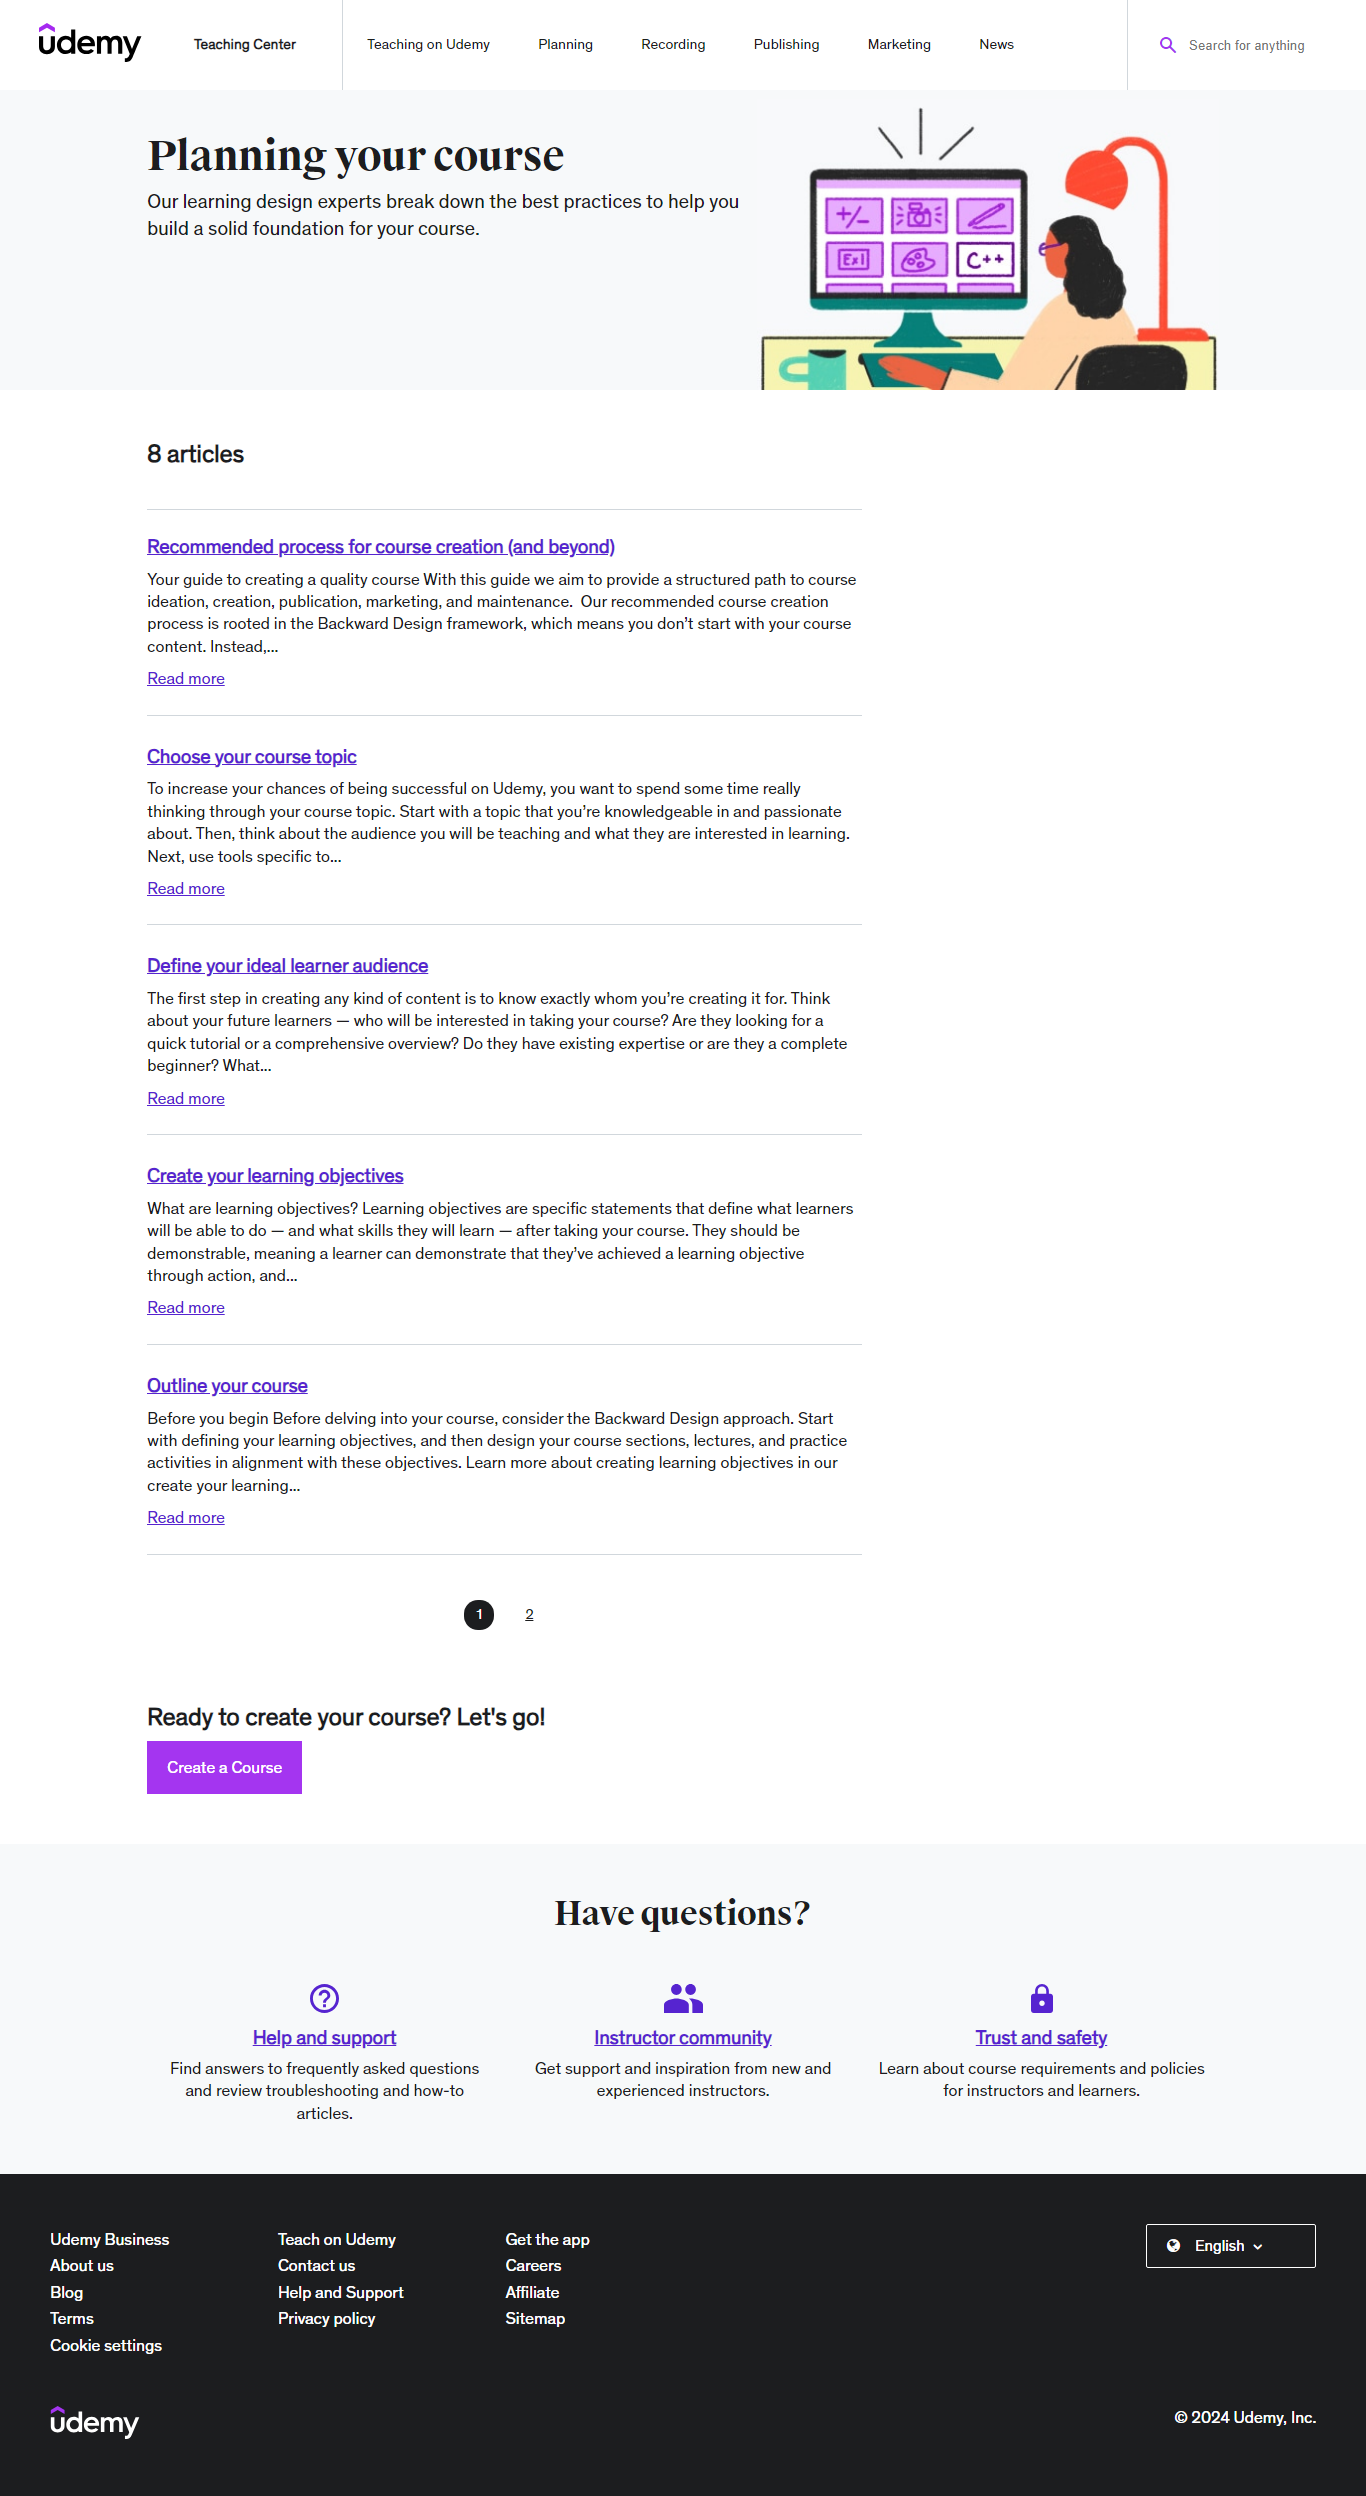 udemy
Teaching Center
Teaching on Udemy
Planning
Recording
Publishing
Marketing
News
Search for anything
Planning your course
Our learning design experts break down the best practices to help you
build a solid foundation for your course.
+/-
Ex1
C++
8 articles
Recommended process for course creation (and beyond)
Your guide to creating a quality course With this guide we aim to provide a structured path to course
ideation, creation, publication, marketing, and maintenance.  Our recommended course creation
process is rooted in the Backward Design framework, which means you don’t start with your course
content. Instead,...
Read more
Choose your course topic
To increase your chances of being successful on Udemy, you want to spend some time really
thinking through your course topic. Start with a topic that you’re knowledgeable in and passionate
about. Then, think about the audience you will be teaching and what they are interested in learning.
Next, use tools specific to...
Read more
Define your ideal learner audience
The first step in creating any kind of content is to know exactly whom you’re creating it for. Think
about your future learners — who will be interested in taking your course? Are they looking for a
quick tutorial or a comprehensive overview? Do they have existing expertise or are they a complete
beginner? What...
Read more
Create your learning objectives
What are learning objectives? Learning objectives are specific statements that define what learners
will be able to do — and what skills they will learn — after taking your course. They should be
demonstrable, meaning a learner can demonstrate that they’ve achieved a learning objective
through action, and...
Read more
Outline your course
Before you begin Before delving into your course, consider the Backward Design approach. Start
with defining your learning objectives, and then design your course sections, lectures, and practice
activities in alignment with these objectives. Learn more about creating learning objectives in our
create your learning...
Read more
1
2
Ready to create your course? Let's go!
Create a Course
Have questions?
Help and support
Find answers to frequently asked questions
and review troubleshooting and how-to
articles.
Instructor community
Get support and inspiration from new and
experienced instructors.
Trust and safety
Learn about course requirements and policies
for instructors and learners.
Udemy Business
About us
Blog
Terms
Cookie settings
Teach on Udemy
Contact us
Help and Support
Privacy policy
Get the app
Careers
Affiliate
Sitemap
English
udemy
© 2024 Udemy, Inc.